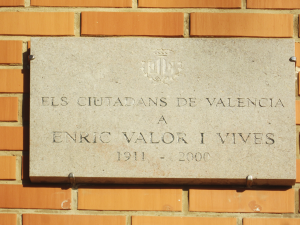 ELS CIUTADANS DE VALENCIA
A
ENRIC VALOR I VIVES
1911 - 2000